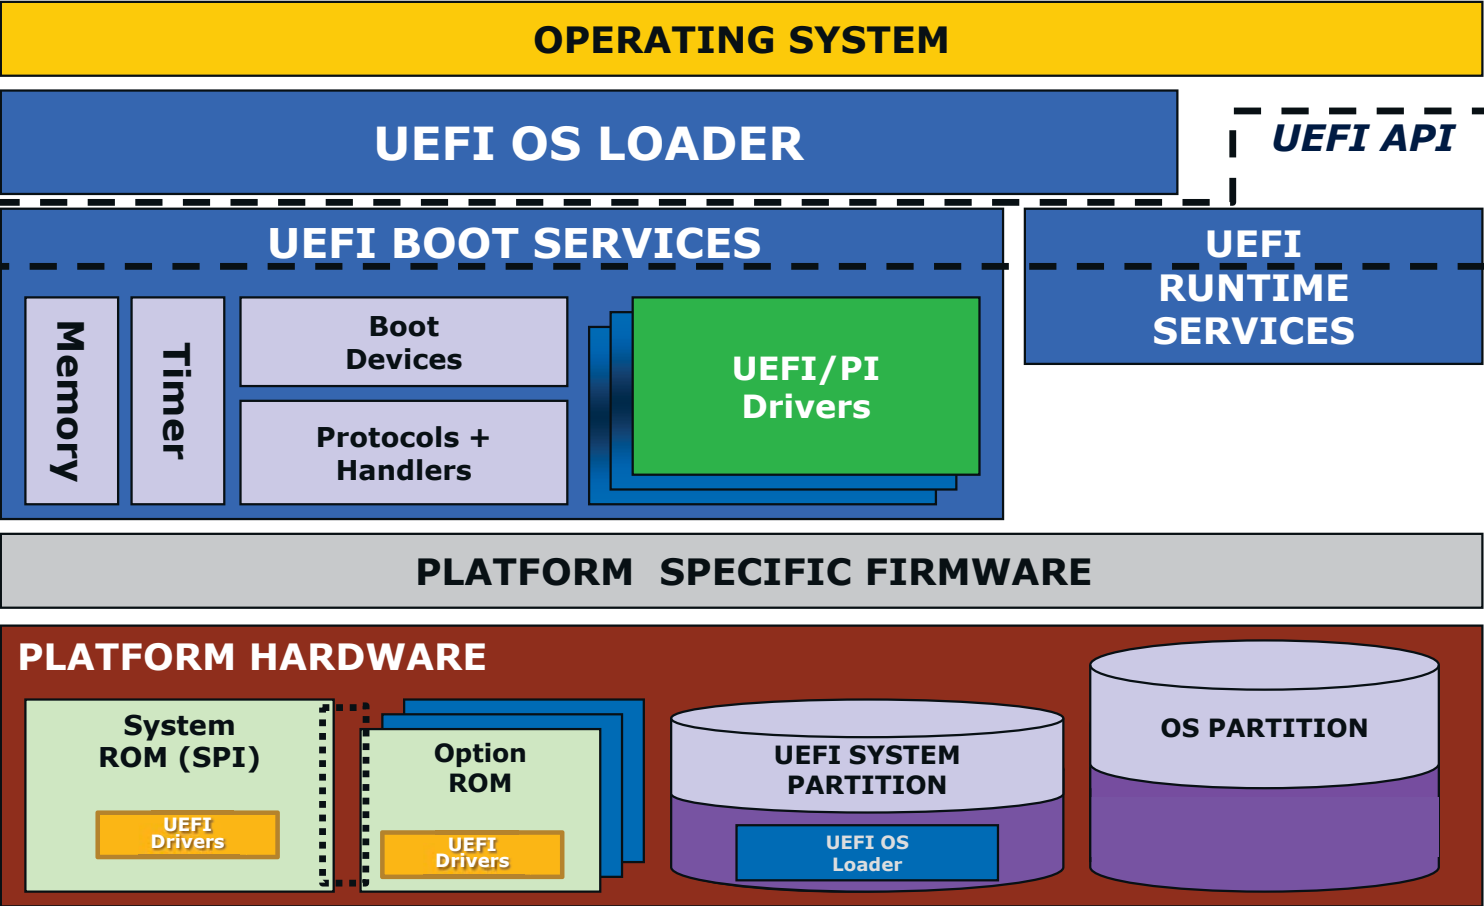 OPERATING SYSTEM
UEFI OS LOADER
UEFI API
UEFI BOOT SERVICES
UEFI
RUNTIME
SERVICES
Memory
Timer
Boot
Devices
Protocols +
Handlers
UEFI/PI
Drivers
PLATFORM SPECIFIC FIRMWARE
PLATFORM HARDWARE
System
ROM (SPI)
UEFI
Drivers
Option
ROM
UEFI
Drivers
UEFI SYSTEM
PARTITION
UEFI OS
Loader
OS PARTITION